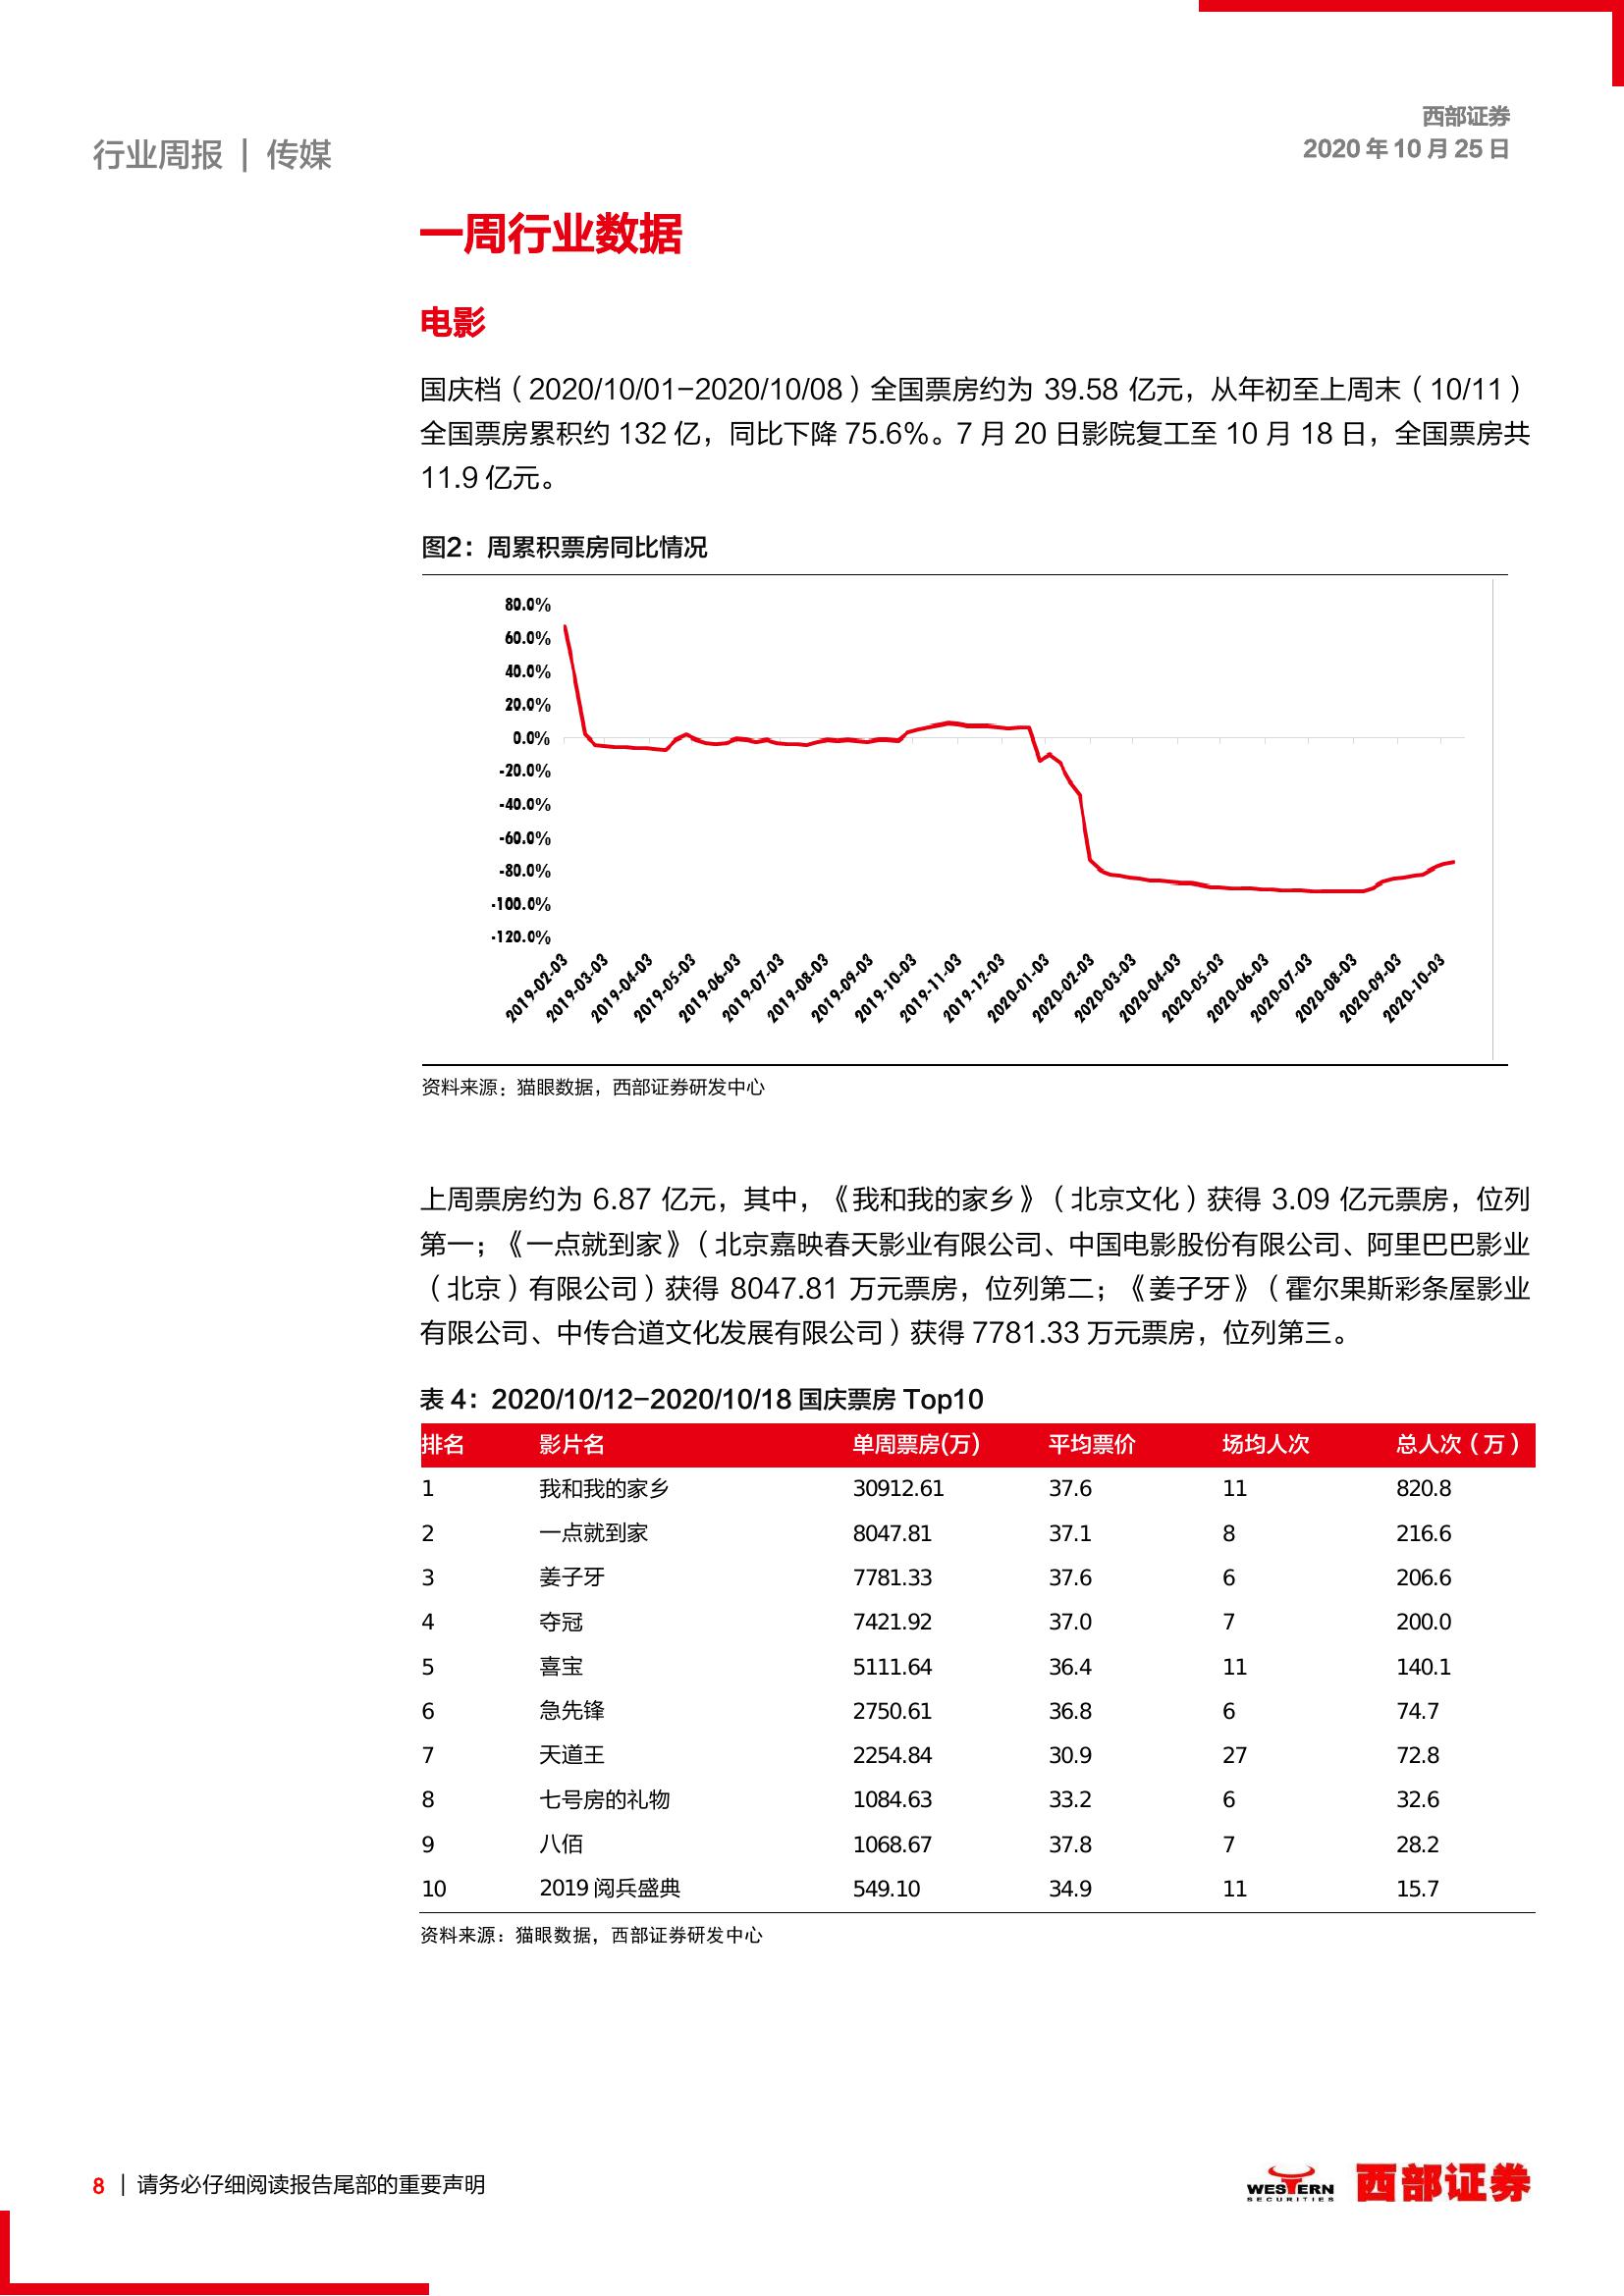 西部证券
行业周报 | 传媒
2020 年 10 月 25 日
一周行业数据
电影
国庆档（2020/10/01-2020/10/08）全国票房约为 39.58 亿元，从年初至上周末（10/11）
全国票房累积约 132 亿，同比下降 75.6%。7 月 20 日影院复工至 10 月 18 日，全国票房共
11.9 亿元。
图2：周累积票房同比情况
80.0%
60.0%
40.0%
20.0%
0.0%
-20.0%
-40.0%
-60.0%
-80.0%
-100.0%
-120.0%
2019-02-03 2019-03-03 2019-04-03 2019-05-03 2019-06-03 2019-07-03 2019-08-03 2019-09-03 2019-10-03 2019-11-03 2019-12-03 2020-01-03 2020-02-03 2020-03-03 2020-04-03 2020-05-03 2020-06-03 2020-07-03 2020-08-03 2020-09-03 2020-10-03
资料来源：猫眼数据，西部证券研发中心
上周票房约为 6.87 亿元，其中，《我和我的家乡》（北京文化）获得 3.09 亿元票房，位列
第一；《一点就到家》（北京嘉映春天影业有限公司、中国电影股份有限公司、阿里巴巴影业
（北京）有限公司）获得 8047.81 万元票房，位列第二；《姜子牙》（霍尔果斯彩条屋影业
有限公司、中传合道文化发展有限公司）获得 7781.33 万元票房，位列第三。
表 4：2020/10/12-2020/10/18 国庆票房 Top10
排名 影片名 单周票房(万) 平均票价 场均人次 总人次（万）
1 我和我的家乡 30912.61 37.6 11 820.8
2 一点就到家 8047.81 37.1 8 216.6
3 姜子牙 7781.33 37.6 6 206.6
4 夺冠 7421.92 37.0 7 200.0
5 喜宝 5111.64 36.4 11 140.1
6 急先锋 2750.61 36.8 6 74.7
7 天道王 2254.84 30.9 27 72.8
8 七号房的礼物 1084.63 33.2 6 32.6
9 八佰 1068.67 37.8 7 28.2
10 2019 阅兵盛典 549.10 34.9 11 15.7
资料来源：猫眼数据，西部证券研发中心
8 | 请务必仔细阅读报告尾部的重要声明
WESTERN
SECURITIES
西部证券